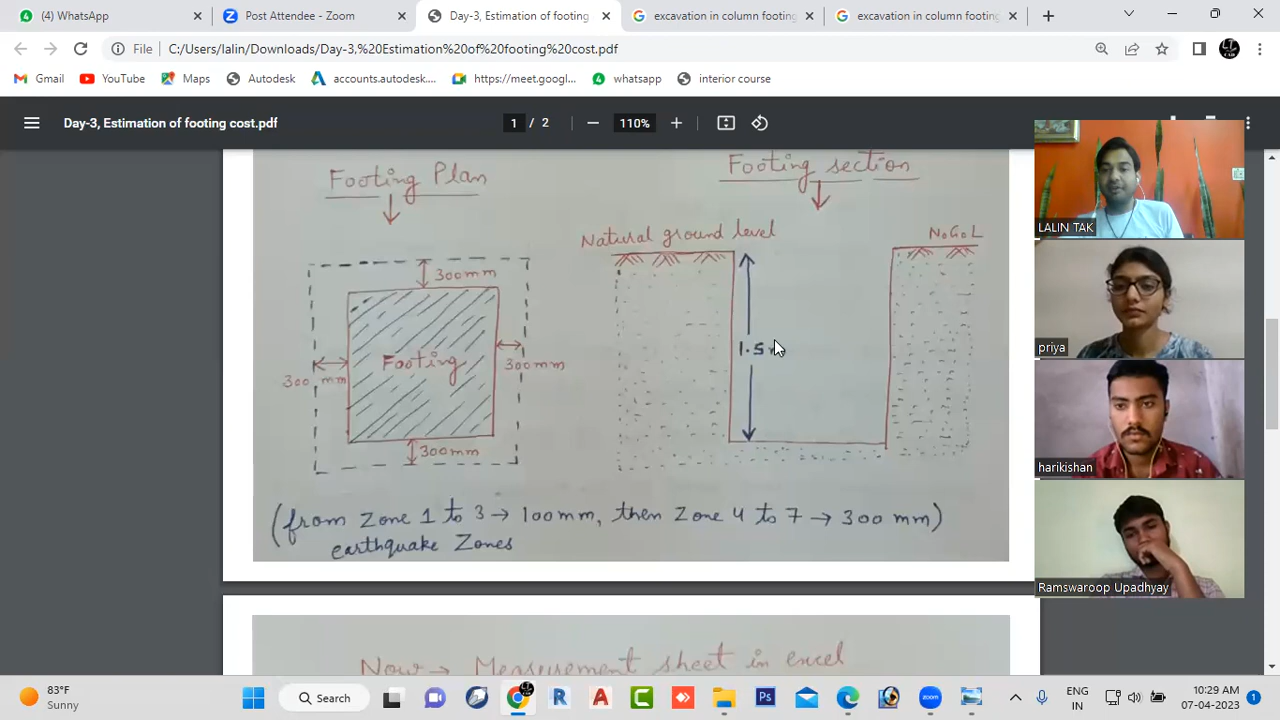 (4) WhatsApp
Post Attendee - Zoom
Day-3, Estimation of footing
excavation in column footing
excavation in column footing
File
C:/Users/lalin/Downloads/Day-3,%20Estimation%20of%20footing%20cost.pdf
Gmail
YouTube
Maps
Autodesk
accounts.autodesk....
https://meet.googl...
whatsapp
interior course
Day-3, Estimation of footing cost.pdf
1 / 2
110%
Footing Plan
Footing section
Natural ground level
N.G.L
300mm
300 mm
Footing
300mm
300mm
1.5
(from Zone 1 to 3 → 100mm, then Zone 4 to 7 → 300 mm)
earthquake Zones
Now → Measurement sheet in excel
LALIN TAK
priya
harikishan
Ramswaroop Upadhyay
83°F
Sunny
Search
ENG
IN
10:29 AM
07-04-2023